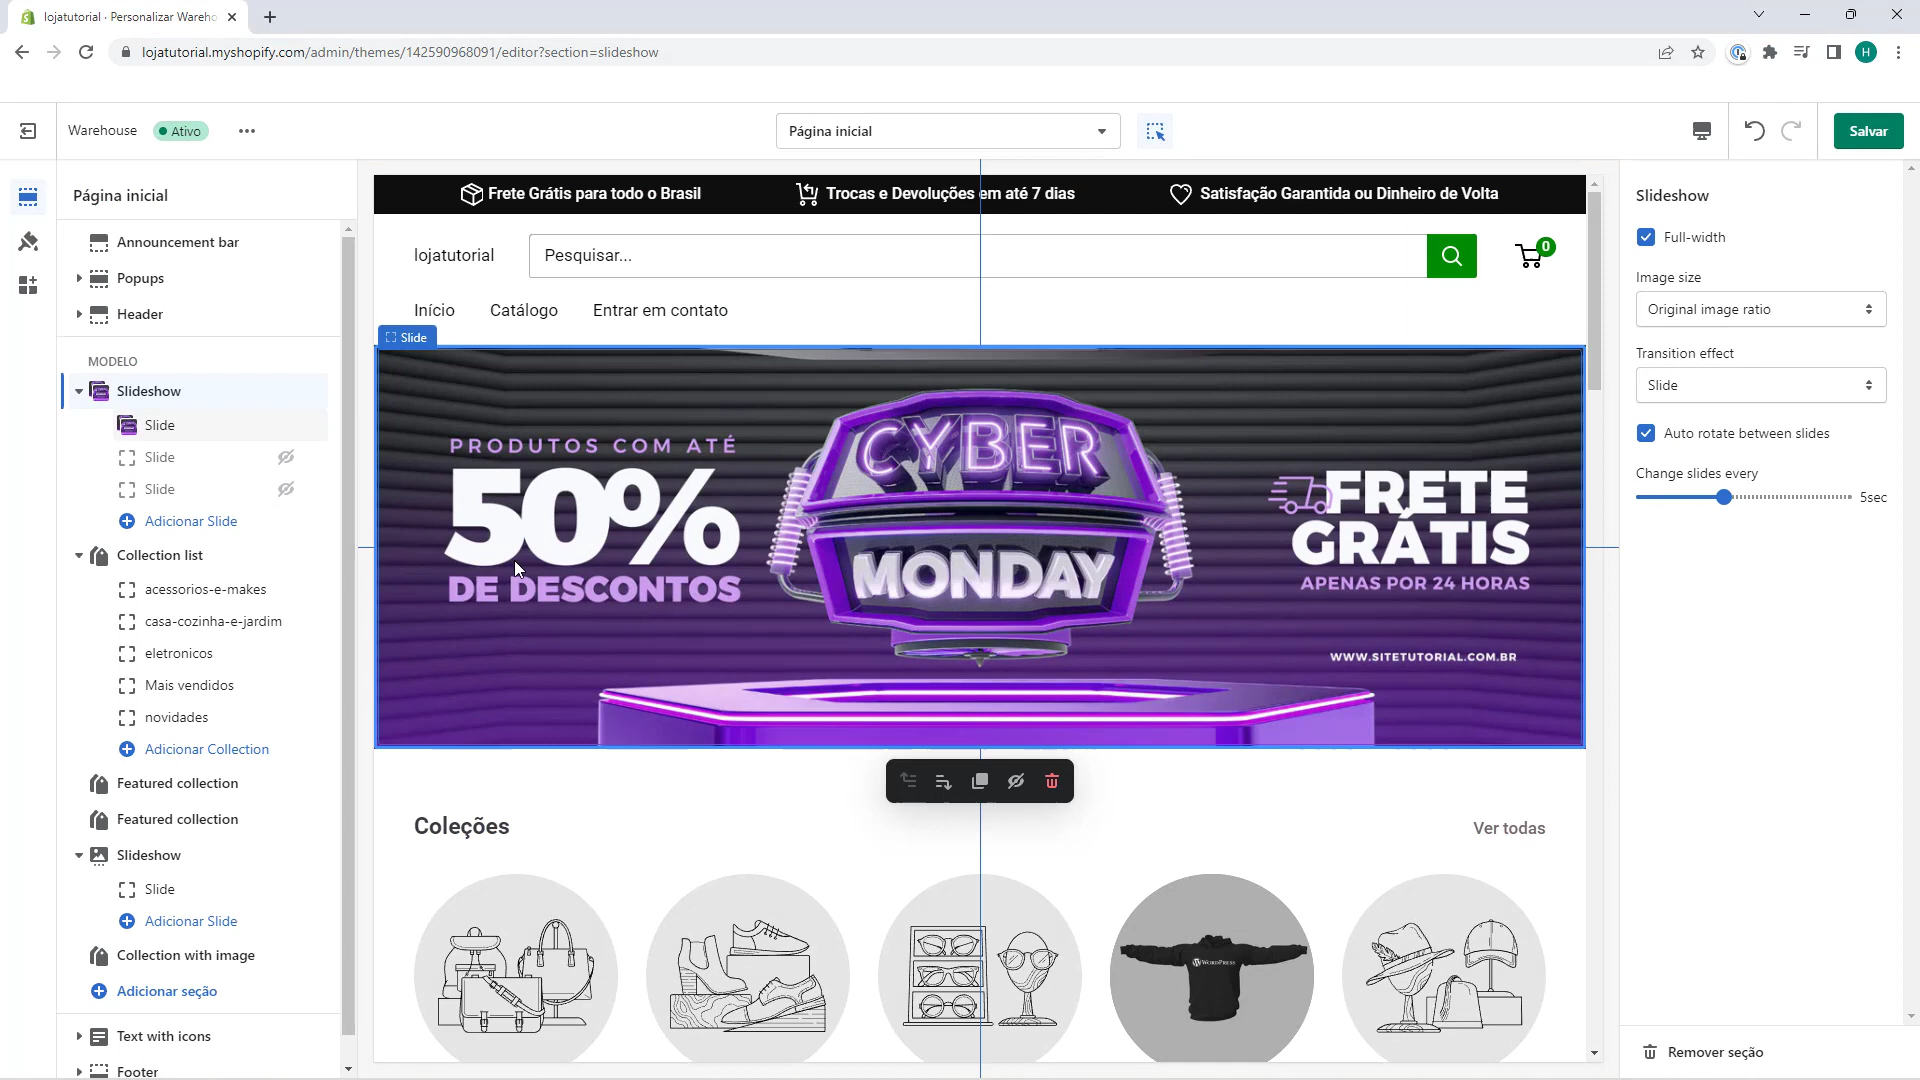 lojatutorial · Personalizar Wareho
lojatutorial.myshopify.com/admin/themes/142590968091/editor?section=slideshow
H
Warehouse
Ativo
Página inicial
Salvar
Página inicial
Announcement bar
Popups
Header
MODELO
Slideshow
Slide
Slide
Slide
Adicionar Slide
Collection list
acessorios-e-makes
casa-cozinha-e-jardim
eletronicos
Mais vendidos
novidades
Adicionar Collection
Featured collection
Featured collection
Slideshow
Slide
Adicionar Slide
Collection with image
Adicionar seção
Text with icons
Footer
Frete Grátis para todo o Brasil
Trocas e Devoluções em até 7 dias
Satisfação Garantida ou Dinheiro de Volta
lojatutorial
Pesquisar...
0
Início
Catálogo
Entrar em contato
Slide
PRODUTOS COM ATÉ
50%
DE DESCONTOS
CYBER
MONDAY
FRETE
GRÁTIS
APENAS POR 24 HORAS
WWW.SITETUTORIAL.COM.BR
Coleções
Ver todas
WORDPRESS
Slideshow
Full-width
Image size
Original image ratio
Transition effect
Slide
Auto rotate between slides
Change slides every
5sec
Remover seção